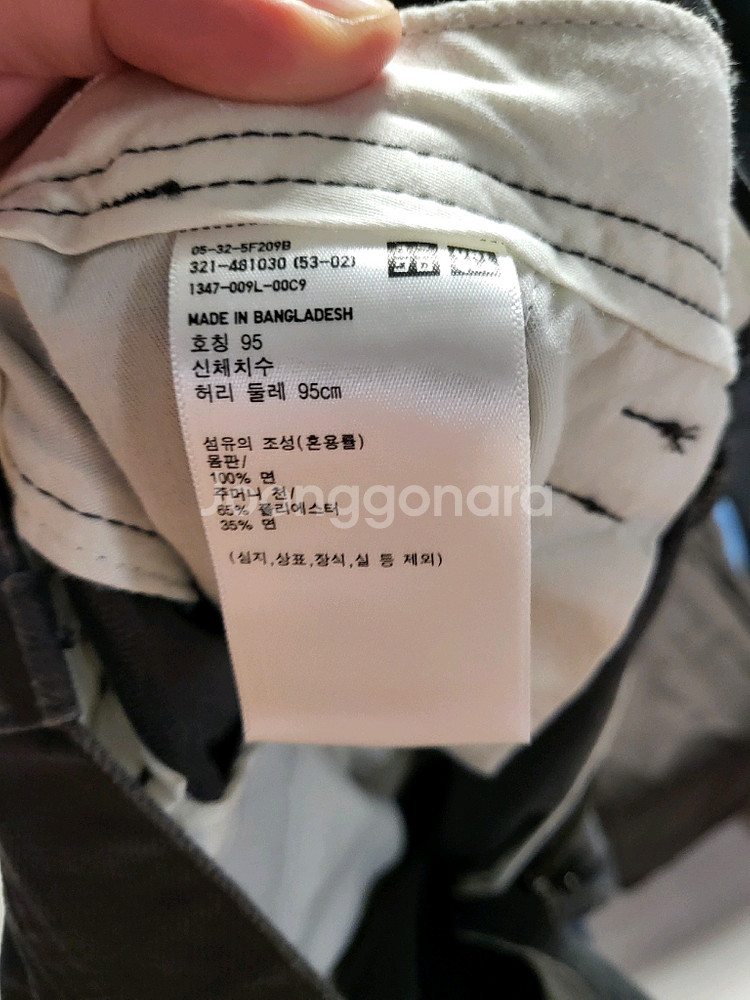 05-32-5F209B
321-481030 (53-02)
1347-009L-00C9
MADE IN BANGLADESH
호칭 95
신체치수
허리 둘레 95cm
섬유의 조성(혼용률)
몸판/
100% 면
주머니 천/
65% 폴리에스터
35% 면
(심지,상표,장식,실 등 제외)
Joonggonara